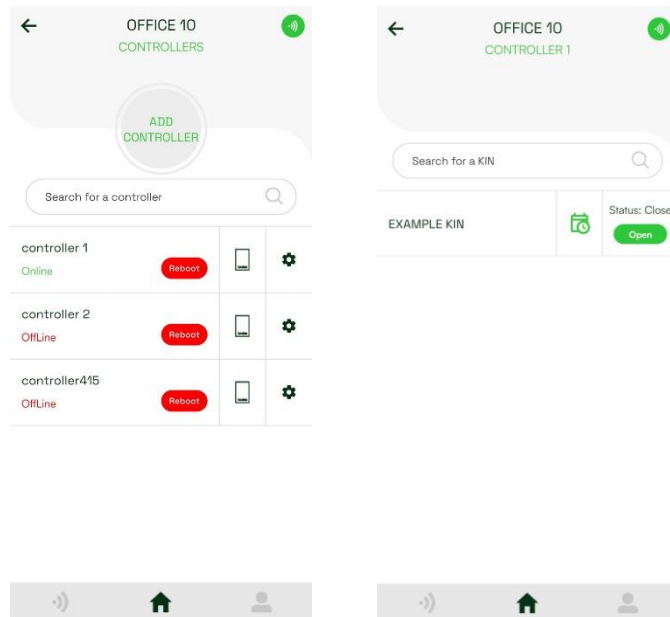 OFFICE 10
CONTROLLERS
ADD
CONTROLLER
Search for a controller
controller 1
Online
Reboot
controller 2
OffLine
Reboot
controller415
OffLine
Reboot
OFFICE 10
CONTROLLER 1
Search for a KIN
EXAMPLE KIN
Status: Close
Open